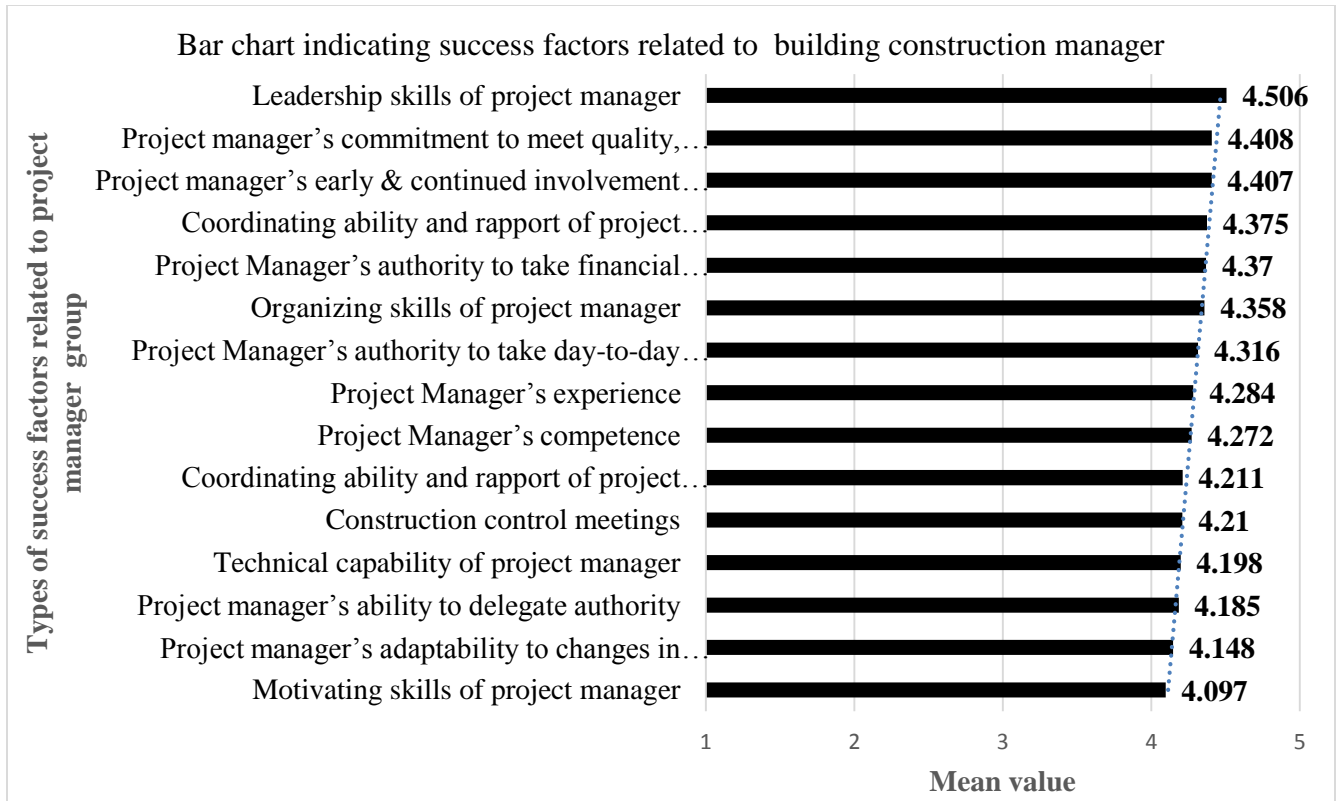 Bar chart indicating success factors related to building construction manager
Types of success factors related to project
manager group
Leadership skills of project manager 4.506
Project manager’s commitment to meet quality,… 4.408
Project manager’s early & continued involvement… 4.407
Coordinating ability and rapport of project… 4.375
Project Manager’s authority to take financial… 4.37
Organizing skills of project manager 4.358
Project Manager’s authority to take day-to-day… 4.316
Project Manager’s experience 4.284
Project Manager’s competence 4.272
Coordinating ability and rapport of project… 4.211
Construction control meetings 4.21
Technical capability of project manager 4.198
Project manager’s ability to delegate authority 4.185
Project manager’s adaptability to changes in… 4.148
Motivating skills of project manager 4.097
1 2 3 4 5
Mean value